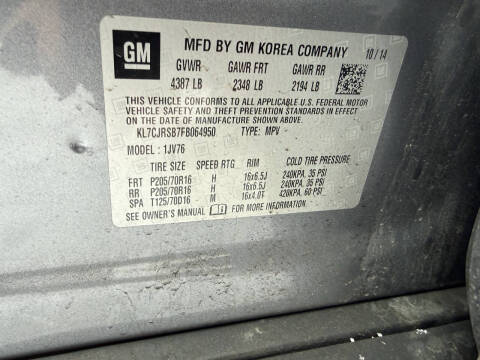 GM MFD BY GM KOREA COMPANY 10/14
GVWR GAWR FRT GAWR RR
4387 LB 2348 LB 2194 LB
THIS VEHICLE CONFORMS TO ALL APPLICABLE U.S. FEDERAL MOTOR
VEHICLE SAFETY AND THEFT PREVENTION STANDARDS IN EFFECT ON THE
DATE OF MANUFACTURE SHOWN ABOVE.
KL7CJRSB7FB064950 TYPE: MPV
MODEL: 1JV76
TIRE SIZE SPEED RTG RIM COLD TIRE PRESSURE
FRT P205/70R16 H 16x6.5J 240KPA, 35 PSI
RR P205/70R16 H 16x6.5J 240KPA, 35 PSI
SPA T125/70D16 M 16x4.0T 420KPA, 60 PSI
SEE OWNER'S MANUAL FOR MORE INFORMATION.